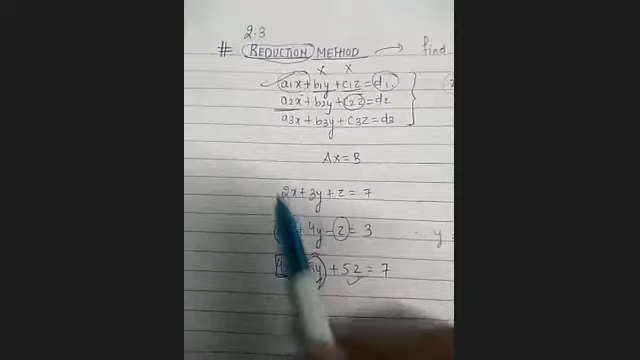 2.3
# REDUCTION METHOD → find
x x
a1x + b1y + c1z = d1
a2x + b2y + c2z = d2
a3x + b3y + c3z = d3
AX = B
2x + 3y + z = 7
+ 4y - z = 3
y =
y + 5z = 7